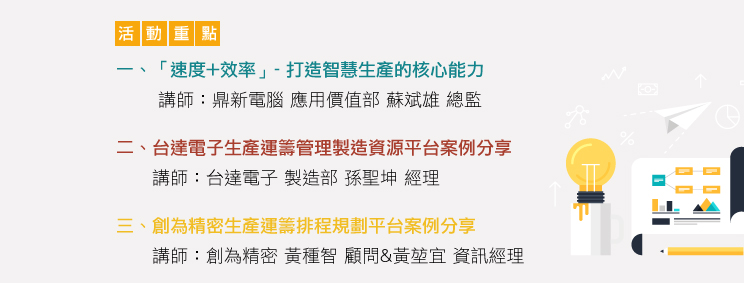 活動重點
一、「速度+效率」- 打造智慧生產的核心能力
講師：鼎新電腦 應用價值部 蘇斌雄 總監
二、台達電子生產運籌管理製造資源平台案例分享
講師：台達電子 製造部 孫聖坤 經理
三、創為精密生產運籌排程規劃平台案例分享
講師：創為精密 黃種智 顧問&黃堃宜 資訊經理